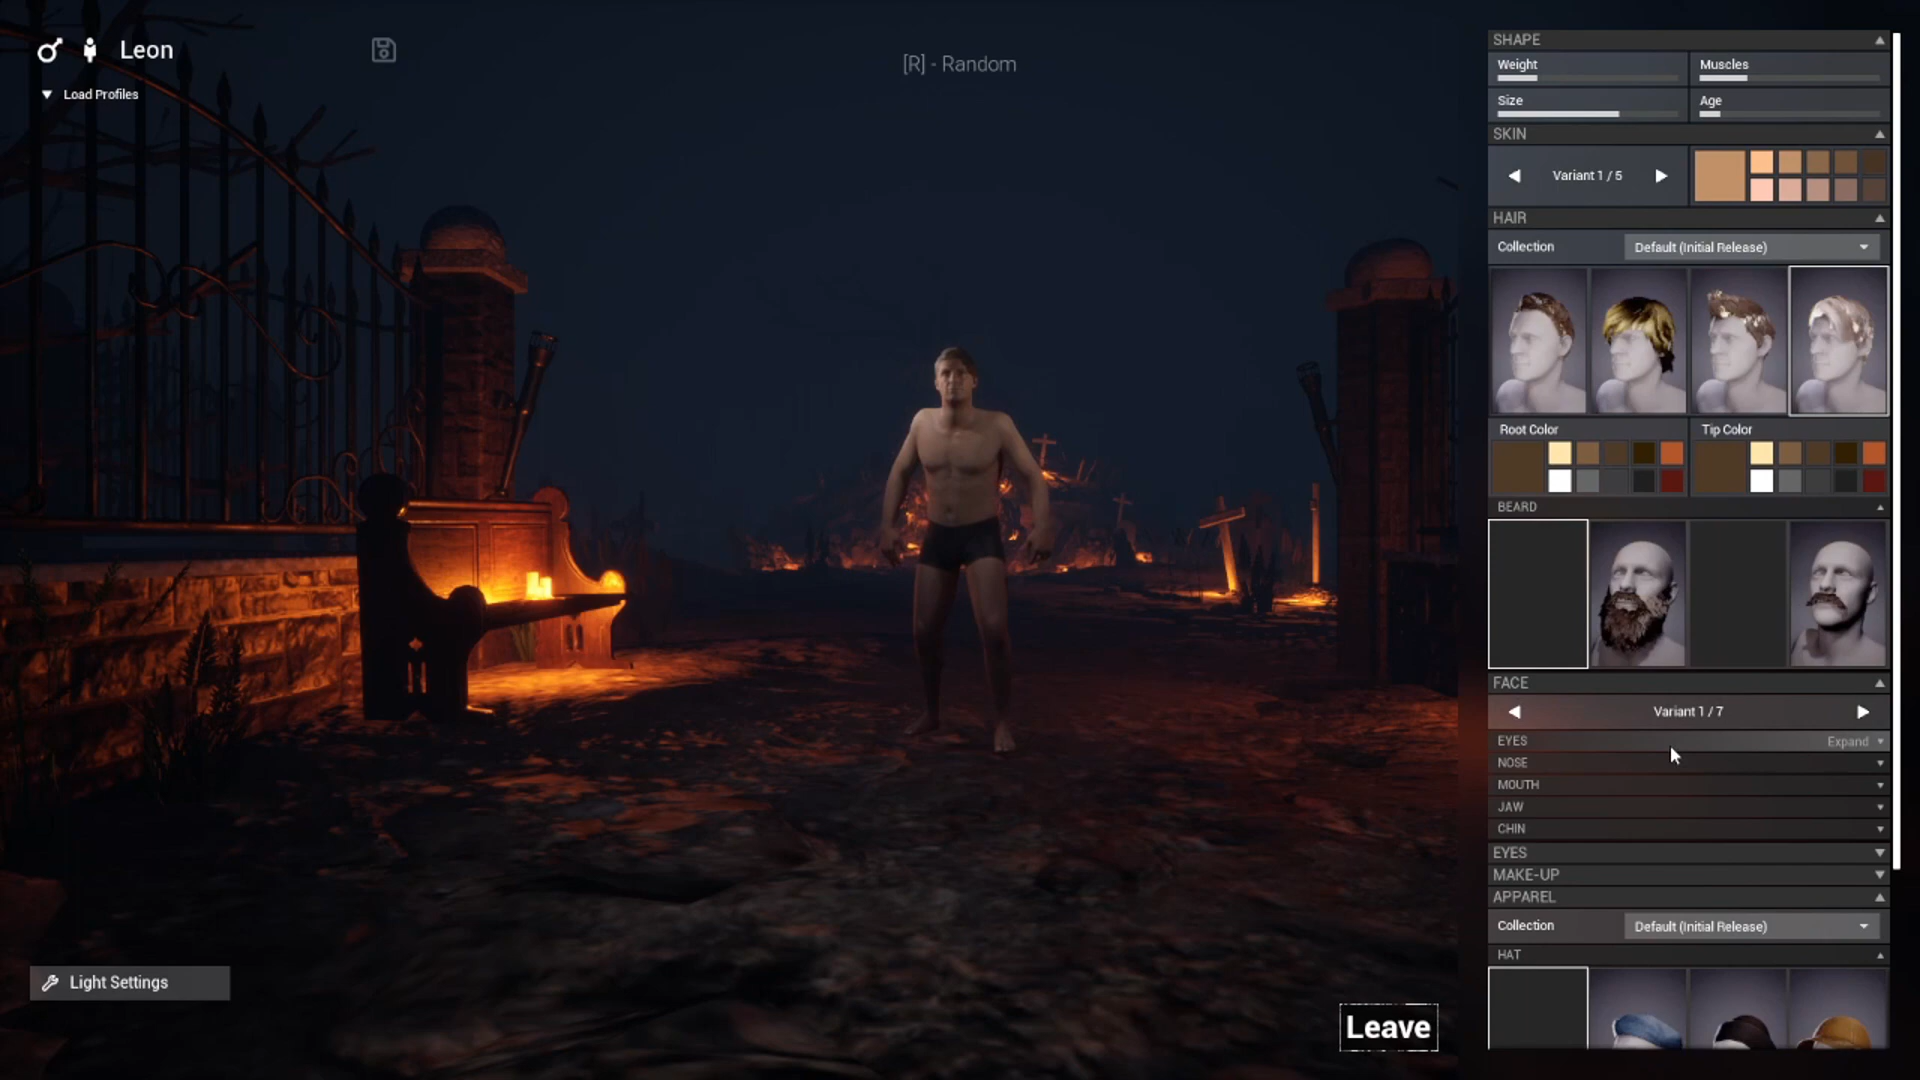 Leon
Load Profiles
[R] - Random
SHAPE
Weight
Muscles
Size
Age
SKIN
Variant 1 / 5
HAIR
Collection
Default (Initial Release)
Root Color
Tip Color
BEARD
FACE
Variant 1 / 7
EYES
Expand
NOSE
MOUTH
JAW
CHIN
EYES
MAKE-UP
APPAREL
Collection
Default (Initial Release)
HAT
Light Settings
Leave